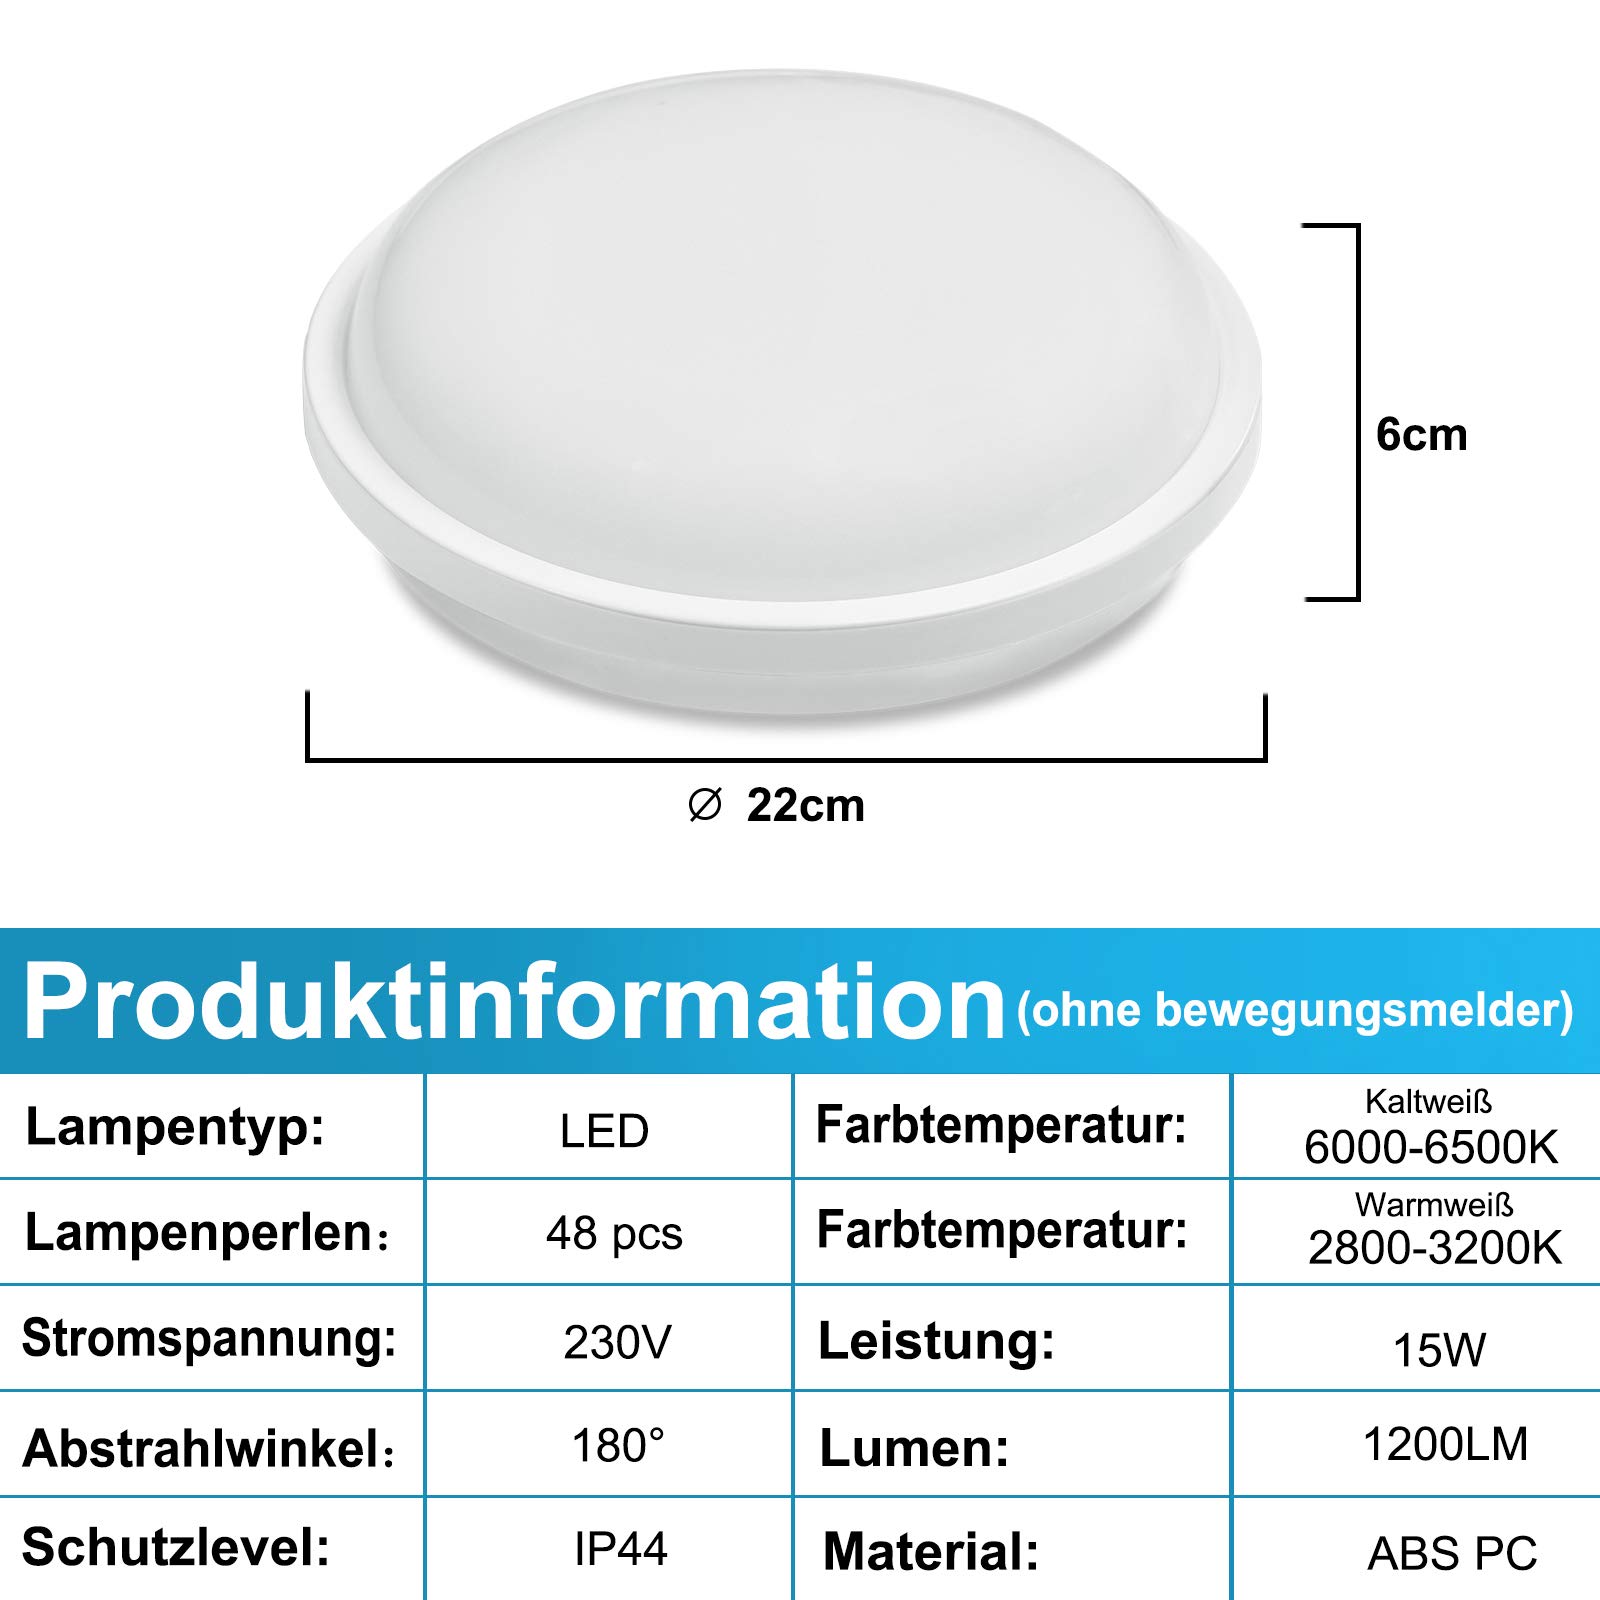 6cm
∅ 22cm
Produktinformation (ohne bewegungsmelder)
Lampentyp: LED Farbtemperatur: Kaltweiß 6000-6500K
Lampenperlen: 48 pcs Farbtemperatur: Warmweiß 2800-3200K
Stromspannung: 230V Leistung: 15W
Abstrahlwinkel: 180° Lumen: 1200LM
Schutzlevel: IP44 Material: ABS PC